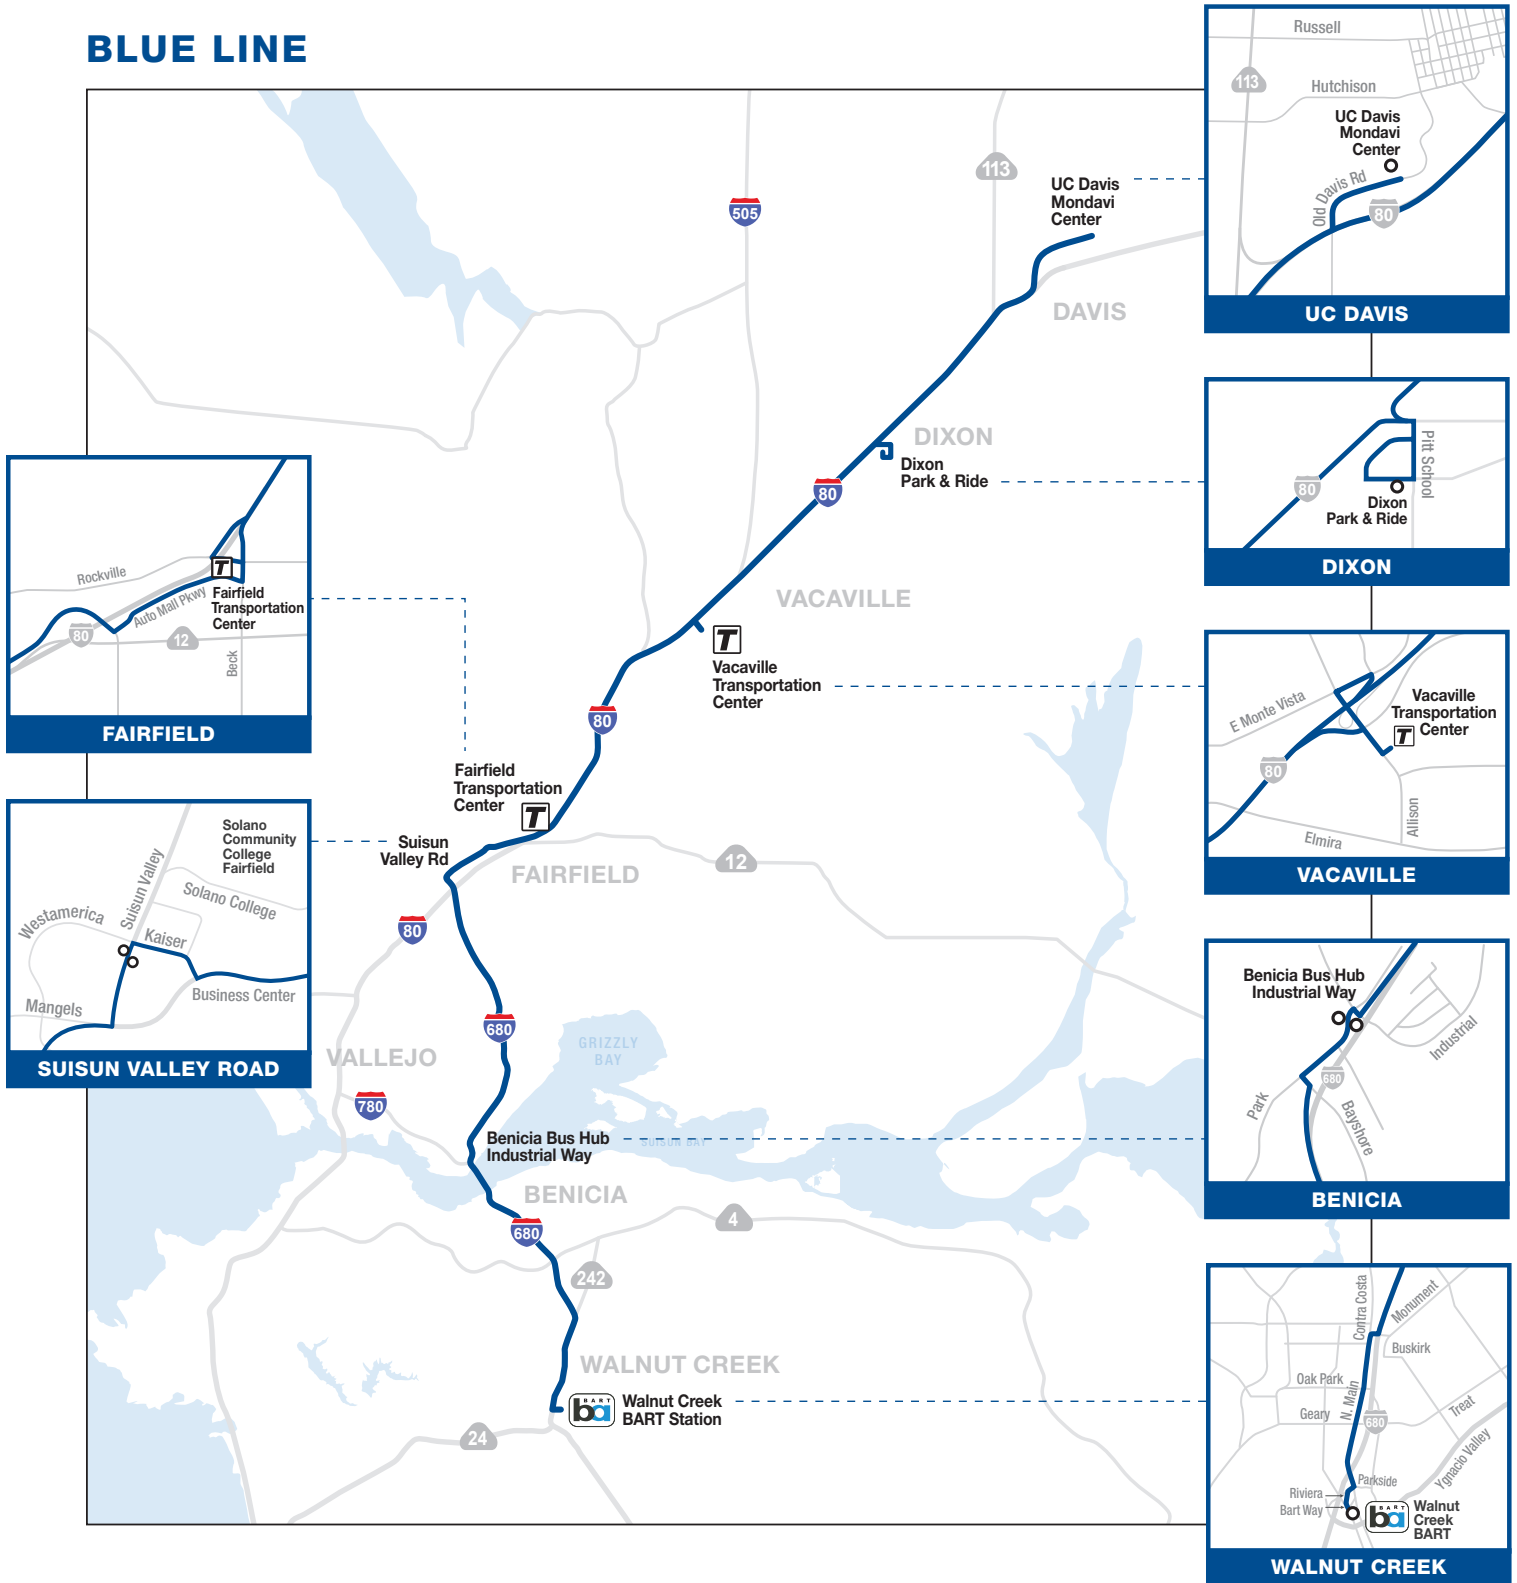 BLUE LINE
505
113
UC Davis
Mondavi
Center
DAVIS
DIXON
Dixon
Park & Ride
80
VACAVILLE
T
Vacaville
Transportation
Center
80
Fairfield
Transportation
Center
T
Suisun
Valley Rd
FAIRFIELD
12
80
680
GRIZZLY
BAY
VALLEJO
780
Benicia Bus Hub
Industrial Way
SUISUN BAY
BENICIA
680
4
242
WALNUT CREEK
BART
ba
Walnut Creek
BART Station
24
Rockville
Auto Mall Pkwy
T
Fairfield
Transportation
Center
80
12
Beck
FAIRFIELD
Solano
Community
College
Fairfield
Suisun Valley
Solano College
Westamerica
Kaiser
Business Center
Mangels
SUISUN VALLEY ROAD
Russell
113
Hutchison
UC Davis
Mondavi
Center
Old Davis Rd
80
UC DAVIS
Pitt School
80
Dixon
Park & Ride
DIXON
E Monte Vista
Vacaville
Transportation
Center
T
80
Allison
Elmira
VACAVILLE
Benicia Bus Hub
Industrial Way
Industrial
680
Park
Bayshore
BENICIA
Contra Costa
Monument
Buskirk
Oak Park
N. Main
Geary
680
Treat
Ygnacio Valley
Parkside
Riviera
Bart Way
BART
ba
Walnut
Creek
BART
WALNUT CREEK